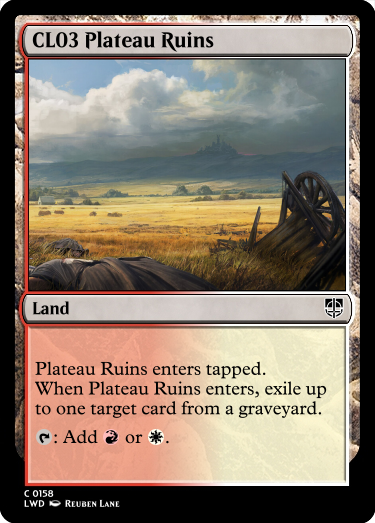 CL03 Plateau Ruins
Land
Plateau Ruins enters tapped.
When Plateau Ruins enters, exile up
to one target card from a graveyard.
: Add or .
C 0158
LWD Reuben Lane